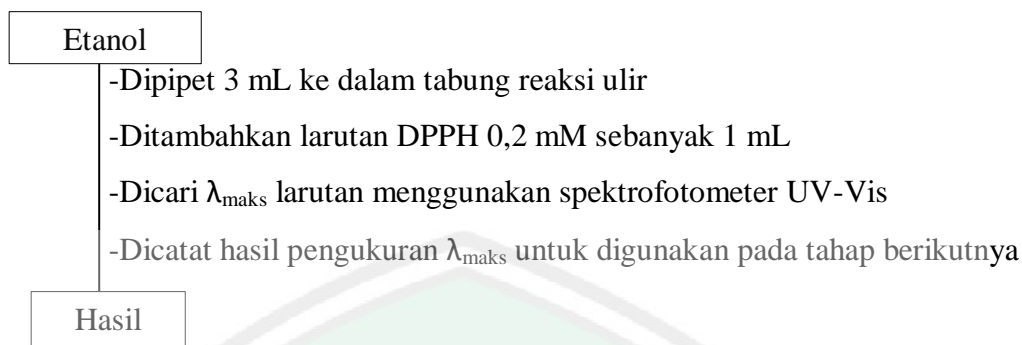 Etanol
-Dipipet 3 mL ke dalam tabung reaksi ulir
-Ditambahkan larutan DPPH 0,2 mM sebanyak 1 mL
-Dicari λmaks larutan menggunakan spektrofotometer UV-Vis
-Dicatat hasil pengukuran λmaks untuk digunakan pada tahap berikutnya
Hasil